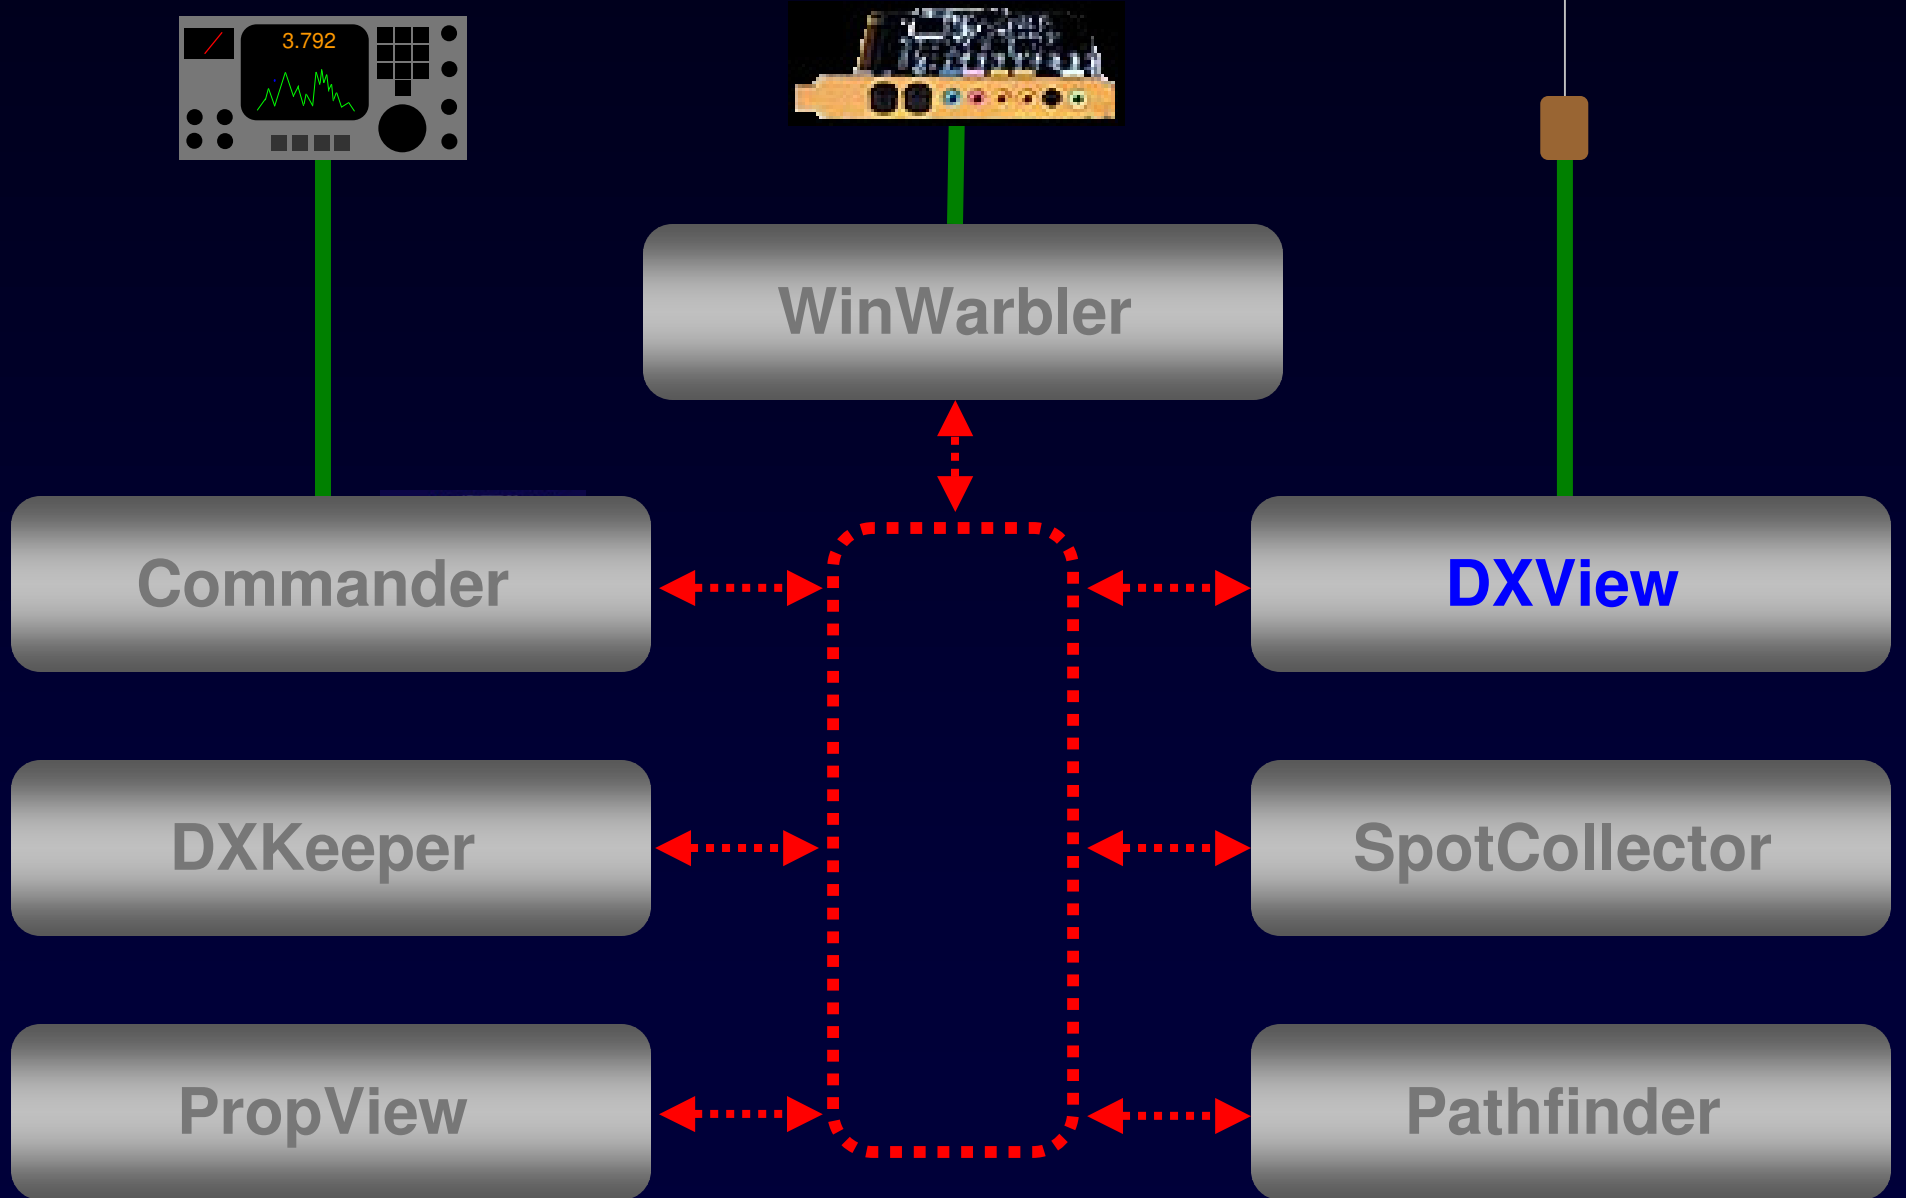 3.792
WinWarbler
Commander
DXView
DXKeeper
SpotCollector
PropView
Pathfinder